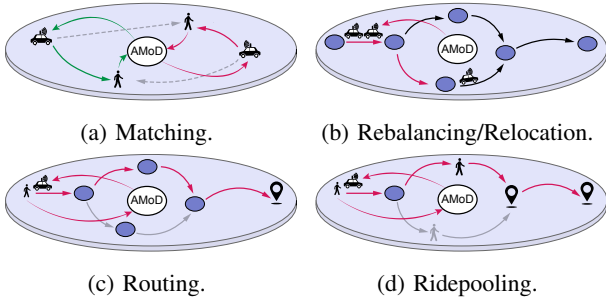 AMoD
AMoD
(a) Matching.
(b) Rebalancing/Relocation.
AMoD
AMoD
(c) Routing.
(d) Ridepooling.